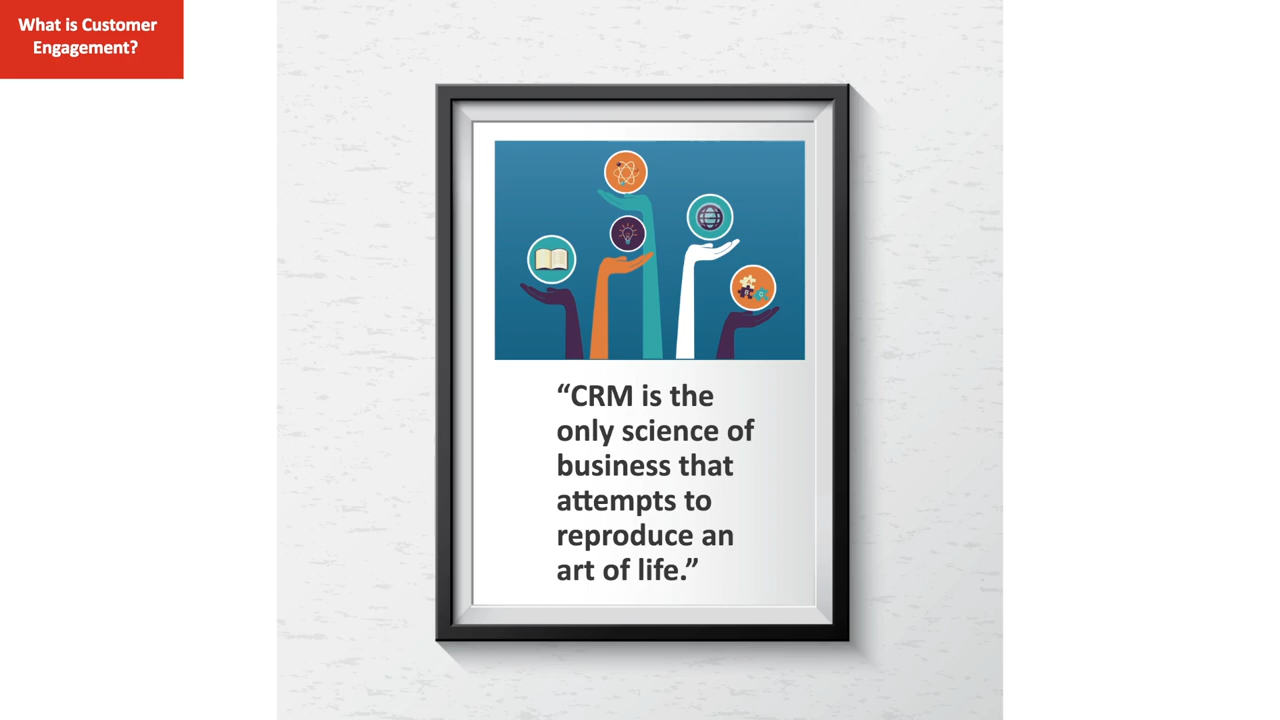 What is Customer
Engagement?
“CRM is the
only science of
business that
attempts to
reproduce an
art of life.”